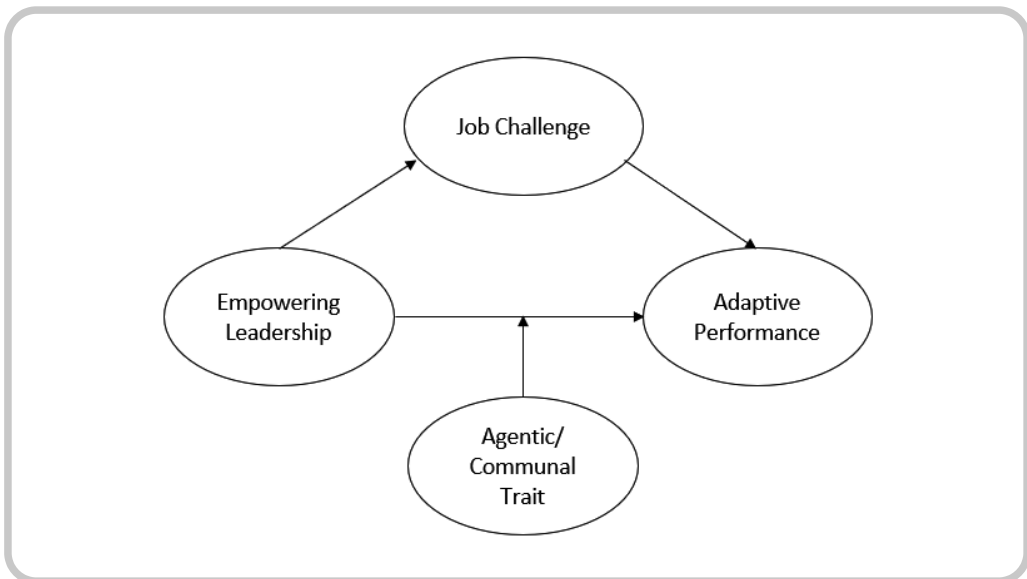 Job Challenge
Empowering
Leadership
Adaptive
Performance
Agentic/
Communal
Trait